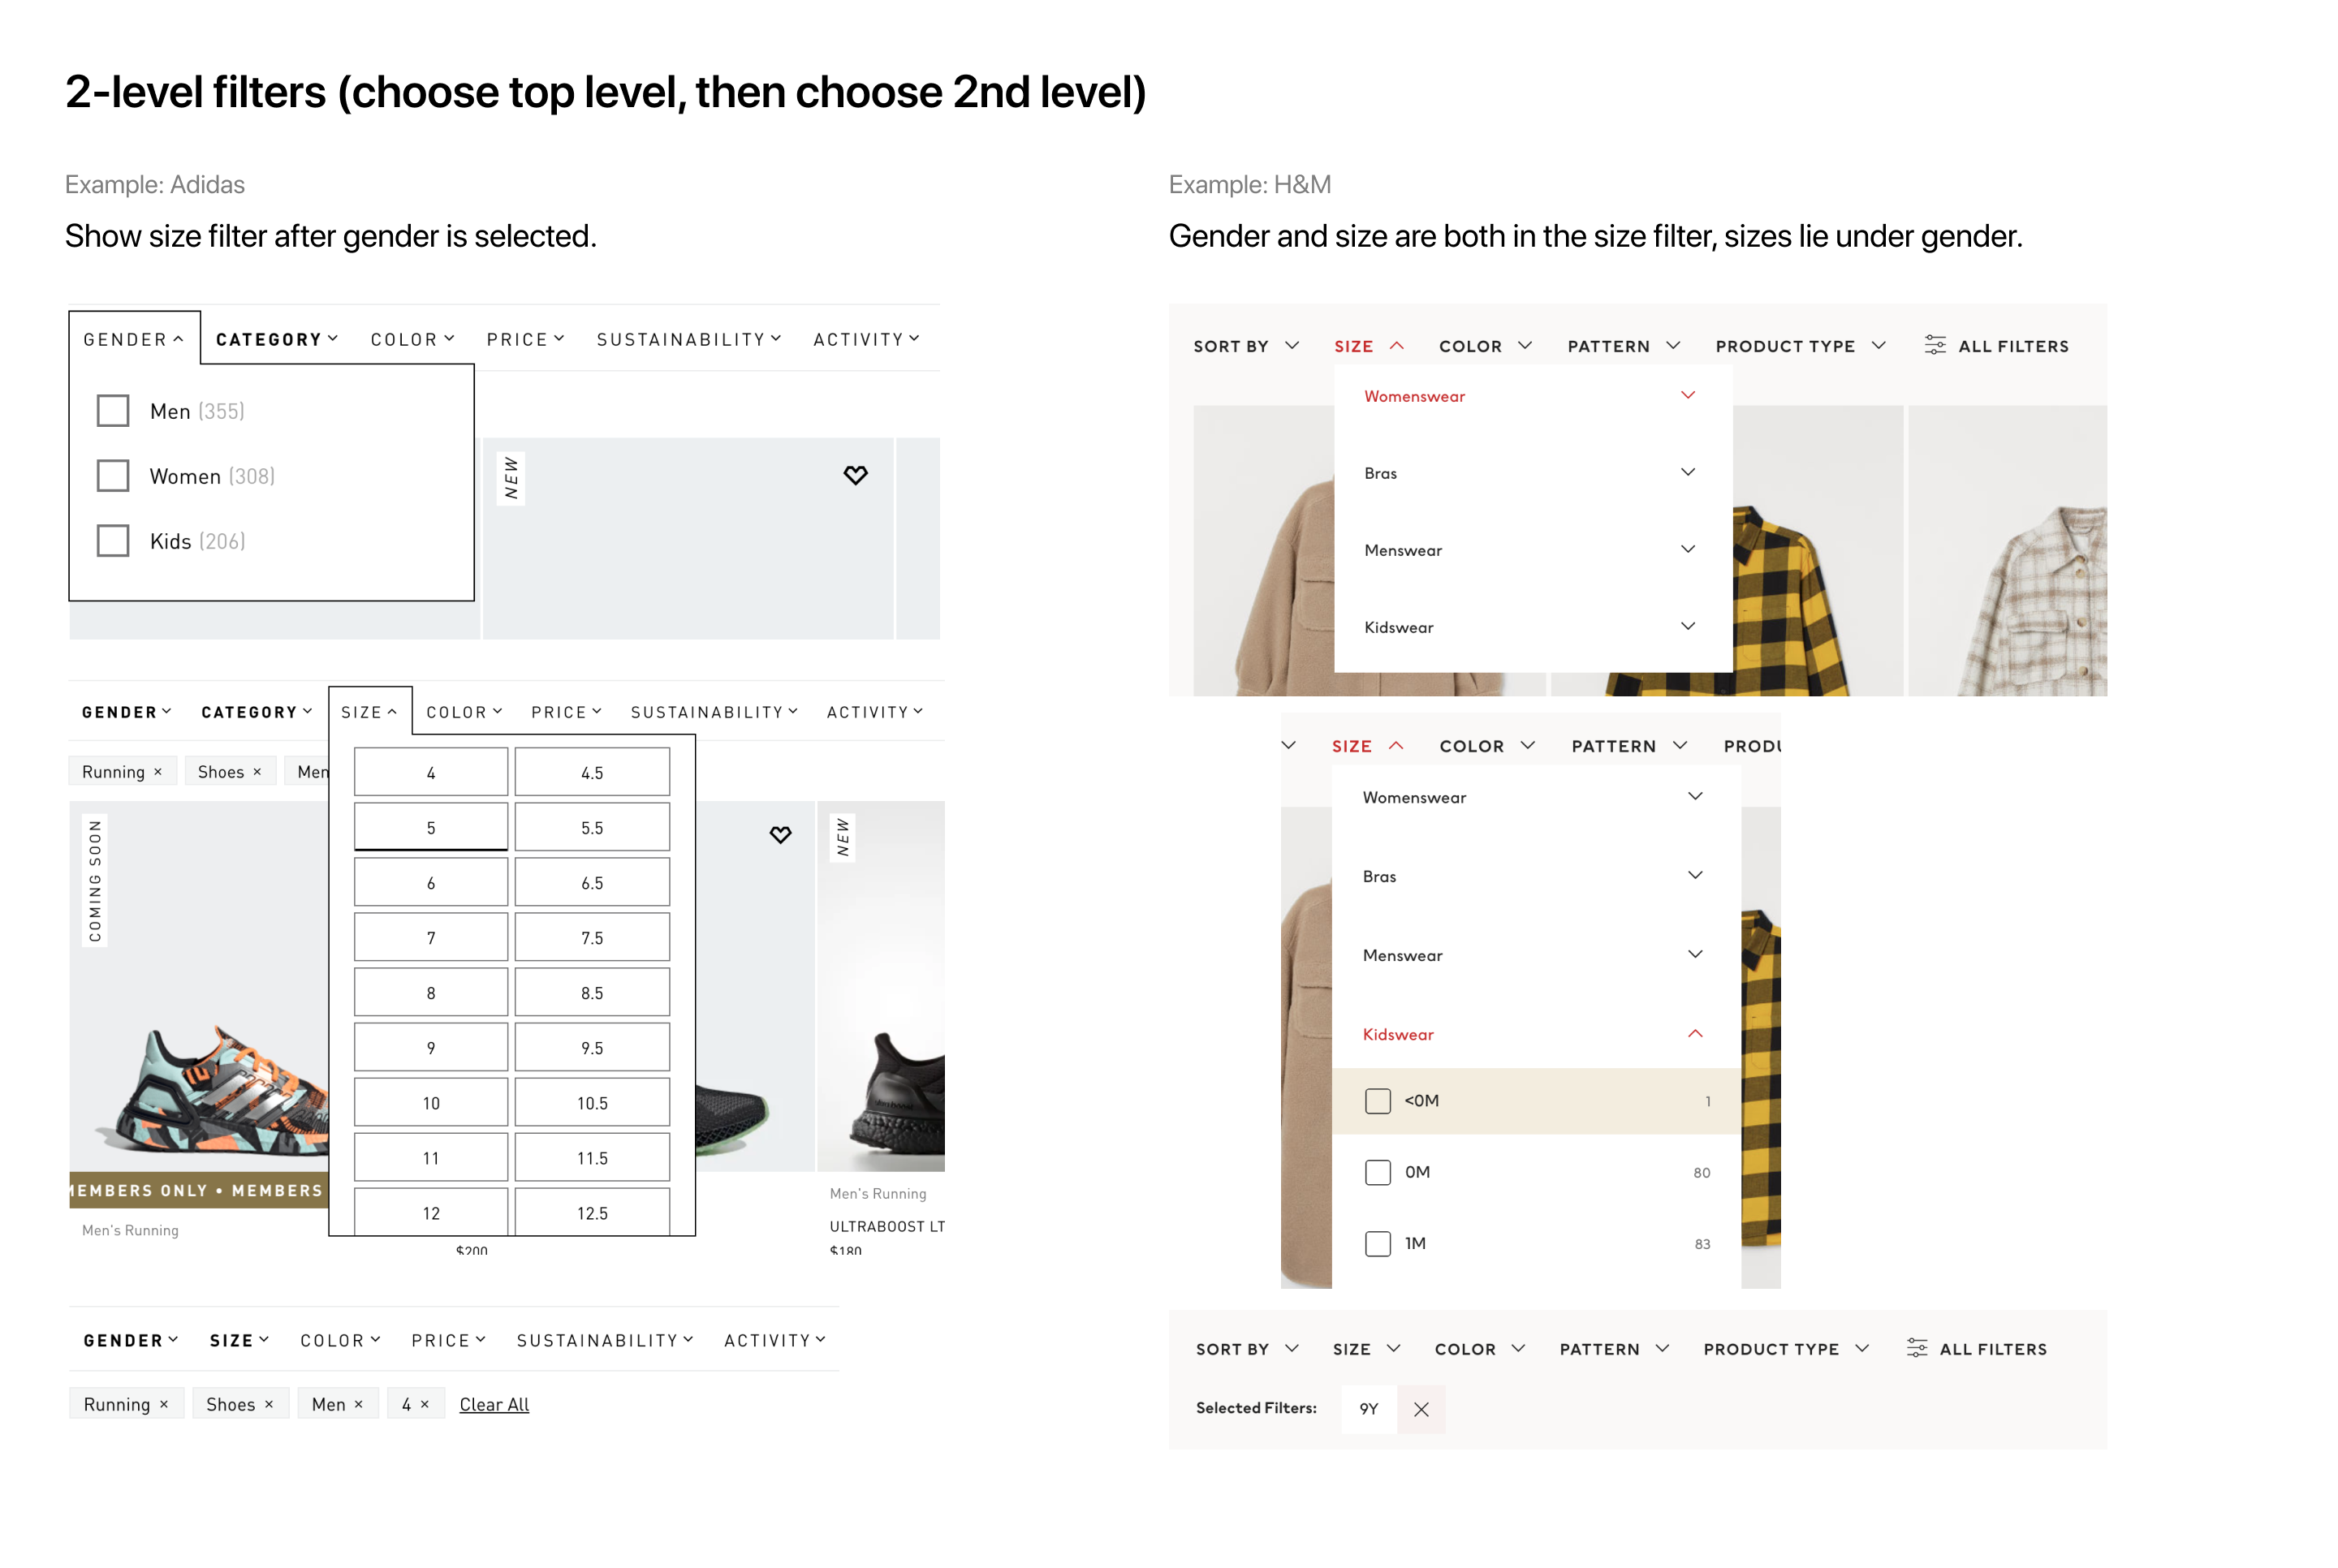 2-level filters (choose top level, then choose 2nd level)
Example: Adidas
Show size filter after gender is selected.
GENDER CATEGORY COLOR PRICE SUSTAINABILITY ACTIVITY
Men (355)
Women (308)
Kids (206)
NEW
GENDER CATEGORY SIZE COLOR PRICE SUSTAINABILITY ACTIVITY
Running × Shoes × Men
4 4.5
5 5.5
6 6.5
7 7.5
8 8.5
9 9.5
10 10.5
11 11.5
12 12.5
COMING SOON
NEW
MEMBERS ONLY • MEMBERS
Men's Running
$200
Men's Running
ULTRABOOST LT
$180
GENDER SIZE COLOR PRICE SUSTAINABILITY ACTIVITY
Running × Shoes × Men × 4 × Clear All
Example: H&M
Gender and size are both in the size filter, sizes lie under gender.
SORT BY SIZE COLOR PATTERN PRODUCT TYPE ALL FILTERS
Womenswear
Bras
Menswear
Kidswear
SIZE COLOR PATTERN PRODU
Womenswear
Bras
Menswear
Kidswear
<0M 1
0M 80
1M 83
SORT BY SIZE COLOR PATTERN PRODUCT TYPE ALL FILTERS
Selected Filters: 9Y